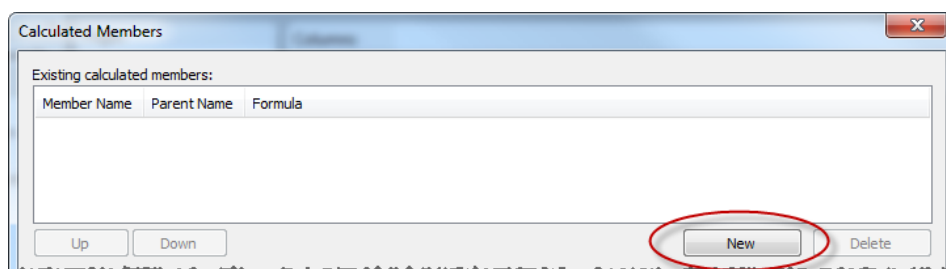 Calculated Members
Existing calculated members:
Member Name Parent Name Formula
Up Down New Delete